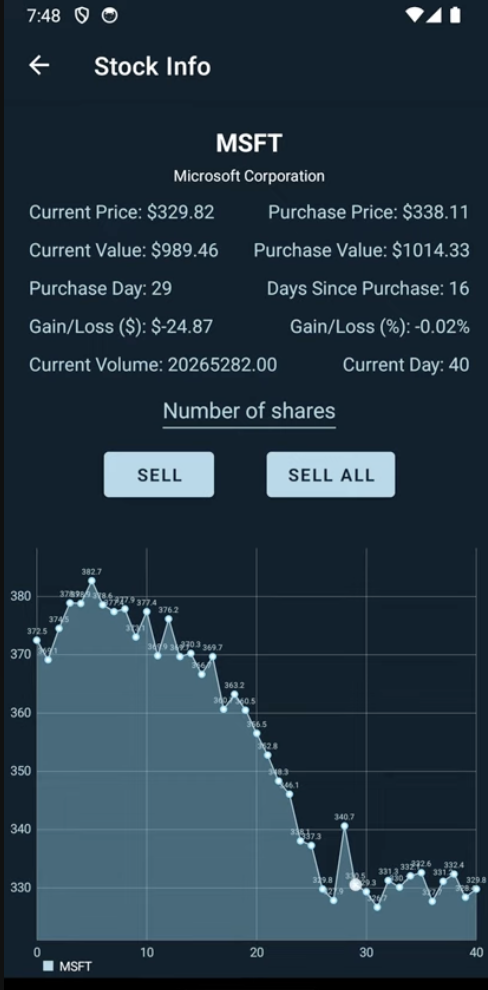 7:48
Stock Info
MSFT
Microsoft Corporation
Current Price: $329.82 Purchase Price: $338.11
Current Value: $989.46 Purchase Value: $1014.33
Purchase Day: 29 Days Since Purchase: 16
Gain/Loss ($): $-24.87 Gain/Loss (%): -0.02%
Current Volume: 20265282.00 Current Day: 40
Number of shares
SELL SELL ALL
382.7
380
377.9 377.4
376.2
374.5
372.5
370.3
370
369.7
363.2
360.5
360
356.5
352.8
350
348.3
346.1
340.7
340
337.3
332.6
332.4
330
329.8
329.8
0 10 20 30 40
MSFT